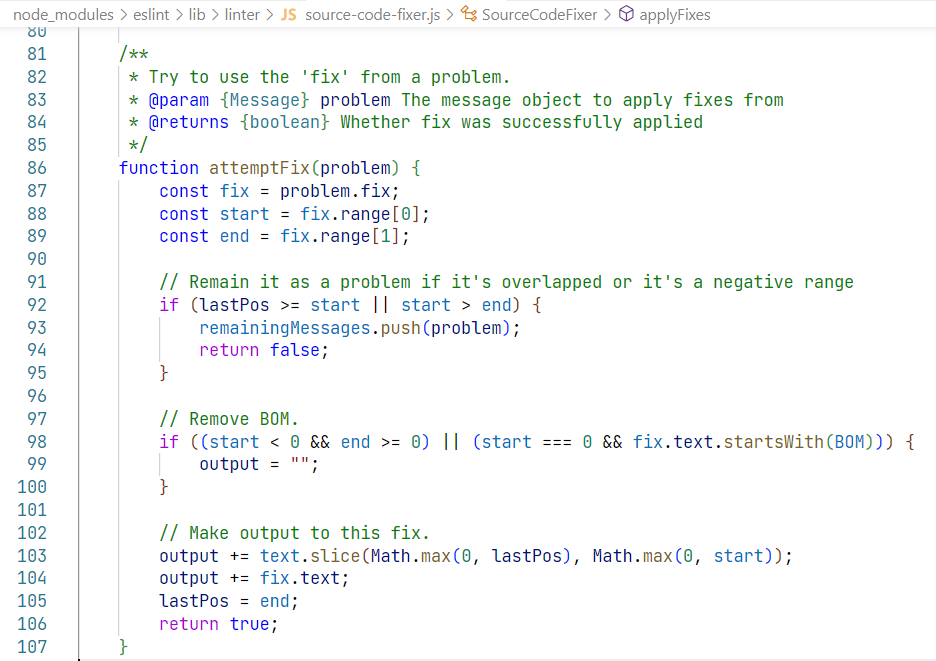 node_modules > eslint > lib > linter > JS source-code-fixer.js > SourceCodeFixer > applyFixes
80
81 /**
82 * Try to use the 'fix' from a problem.
83 * @param {Message} problem The message object to apply fixes from
84 * @returns {boolean} Whether fix was successfully applied
85 */
86 function attemptFix(problem) {
87 const fix = problem.fix;
88 const start = fix.range[0];
89 const end = fix.range[1];
90
91 // Remain it as a problem if it's overlapped or it's a negative range
92 if (lastPos >= start || start > end) {
93 remainingMessages.push(problem);
94 return false;
95 }
96
97 // Remove BOM.
98 if ((start < 0 && end >= 0) || (start === 0 && fix.text.startsWith(BOM))) {
99 output = "";
100 }
101
102 // Make output to this fix.
103 output += text.slice(Math.max(0, lastPos), Math.max(0, start));
104 output += fix.text;
105 lastPos = end;
106 return true;
107 }